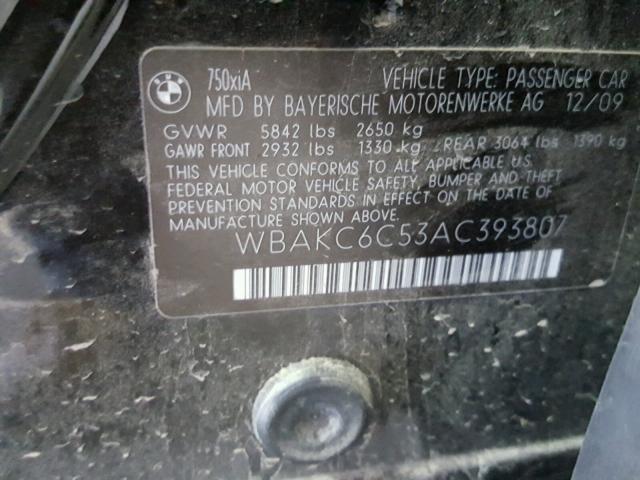 BMW
750xiA VEHICLE TYPE: PASSENGER CAR
MFD BY BAYERISCHE MOTORENWERKE AG 12/09
GVWR 5842 lbs 2650 kg
GAWR FRONT 2932 lbs 1330 kg ,REAR 3064 lbs 1390 kg
THIS VEHICLE CONFORMS TO ALL APPLICABLE U.S.
FEDERAL MOTOR VEHICLE SAFETY, BUMPER AND THEFT
PREVENTION STANDARDS IN EFFECT ON THE DATE OF
MANUFACTURE SHOWN ABOVE.
WBAKC6C53AC393807